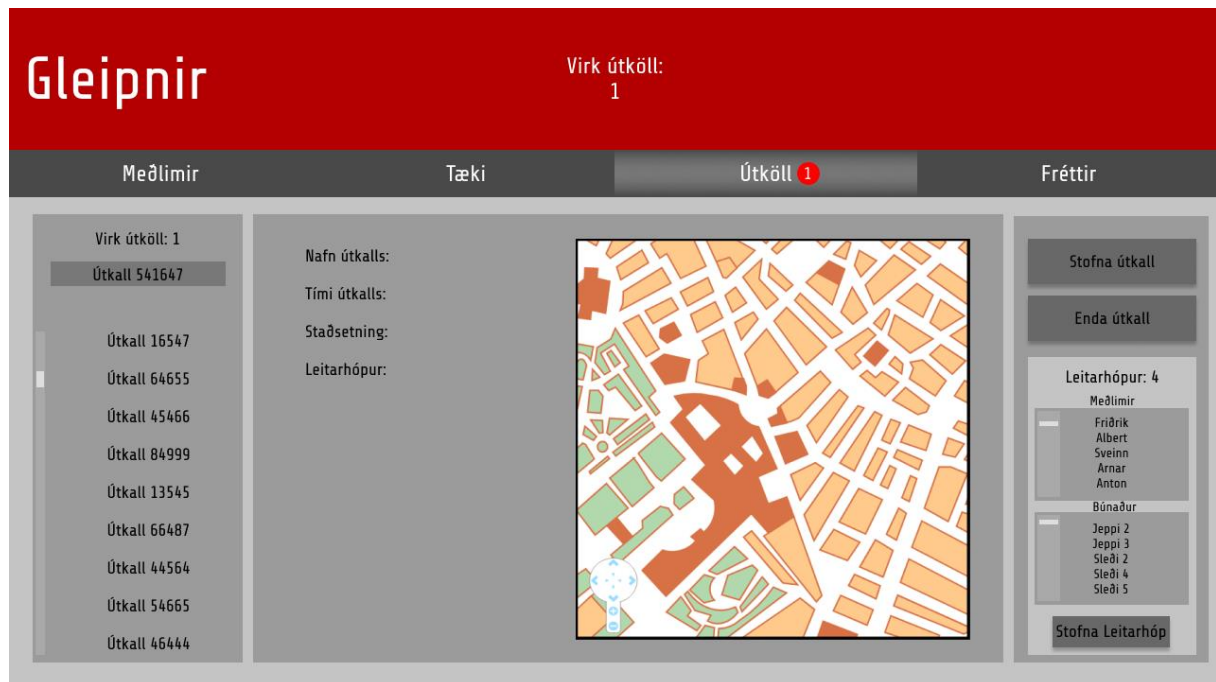 Gleipnir
Virk útköll:
1
Meðlimir
Tæki
Útköll 1
Fréttir
Virk útköll: 1
Útkall 541647
Útkall 16547
Útkall 64655
Útkall 45466
Útkall 84999
Útkall 13545
Útkall 66487
Útkall 44564
Útkall 54665
Útkall 46444
Nafn útkalls:
Tími útkalls:
Staðsetning:
Leitarhópur:
Stofna útkall
Enda útkall
Leitarhópur: 4
Meðlimir
Friðrik
Albert
Sveinn
Arnar
Anton
Búnaður
Jeppi 2
Jeppi 3
Sleði 2
Sleði 4
Sleði 5
Stofna Leitarhóp